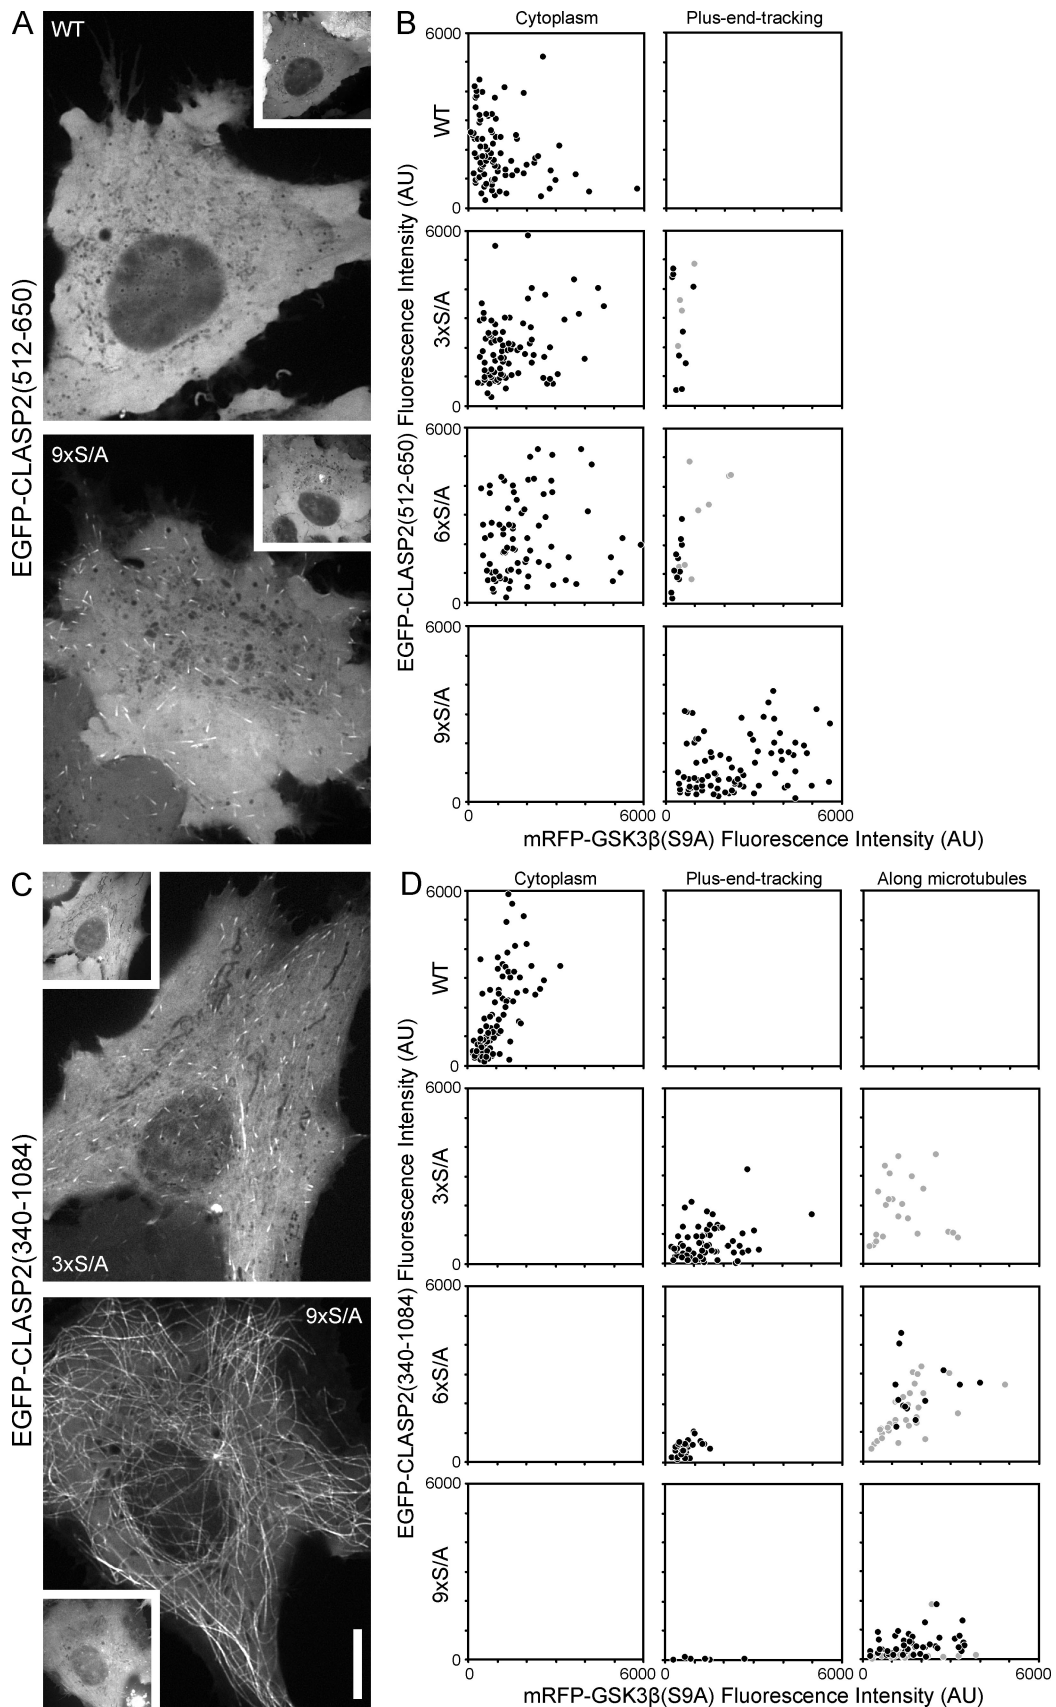 A
WT
EGFP-CLASP2(512-650)
9xS/A
B
Cytoplasm
Plus-end-tracking
6000
WT
0
6000
3xS/A
0
6000
6xS/A
0
6000
9xS/A
0
0
6000
0
6000
EGFP-CLASP2(512-650) Fluorescence Intensity (AU)
mRFP-GSK3β(S9A) Fluorescence Intensity (AU)
C
3xS/A
EGFP-CLASP2(340-1084)
9xS/A
D
Cytoplasm
Plus-end-tracking
Along microtubules
6000
WT
0
6000
3xS/A
0
6000
6xS/A
0
6000
9xS/A
0
0
6000
0
6000
0
6000
EGFP-CLASP2(340-1084) Fluorescence Intensity (AU)
mRFP-GSK3β(S9A) Fluorescence Intensity (AU)